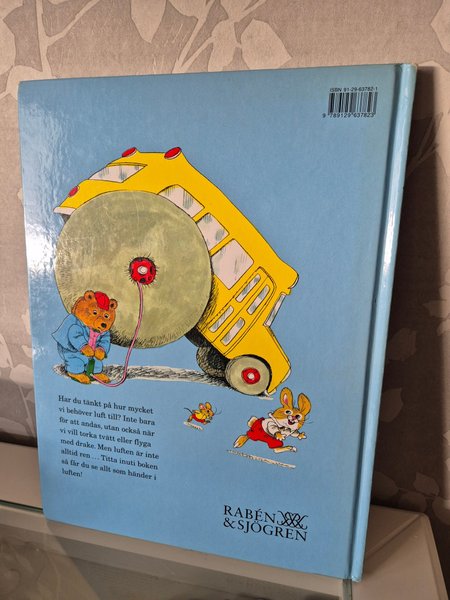 ISBN 91-29-63782-1
9 789129 637823
Har du tänkt på hur mycket
vi behöver luft till? Inte bara
för att andas, utan också när
vi vill torka tvätt eller flyga
med drake. Men luften är inte
alltid ren . . . Titta inuti boken
så får du se allt som händer i
luften!
RABÉN
&SJÖGREN